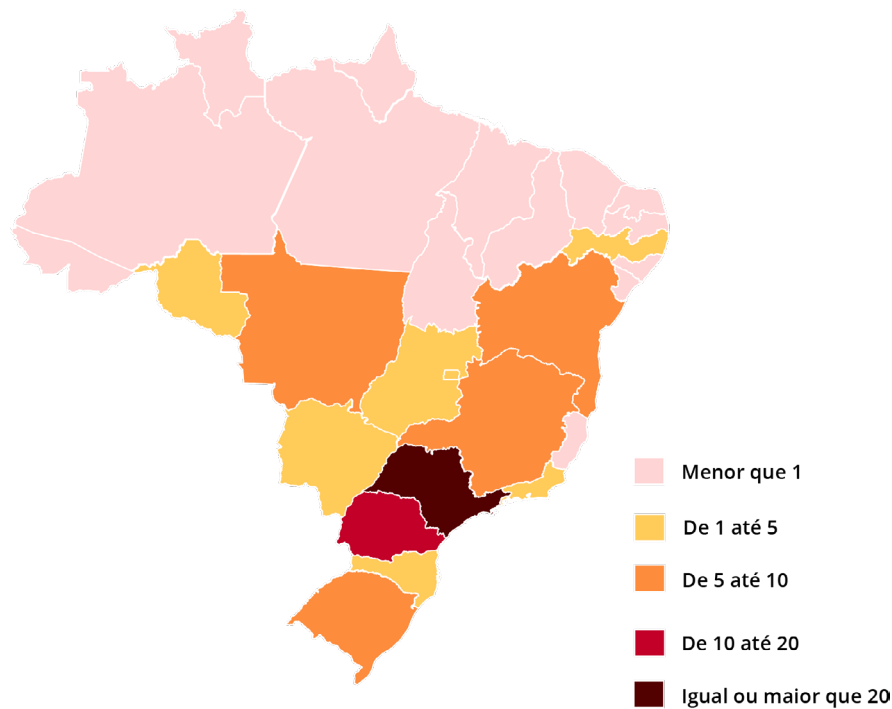 Menor que 1
De 1 até 5
De 5 até 10
De 10 até 20
Igual ou maior que 20